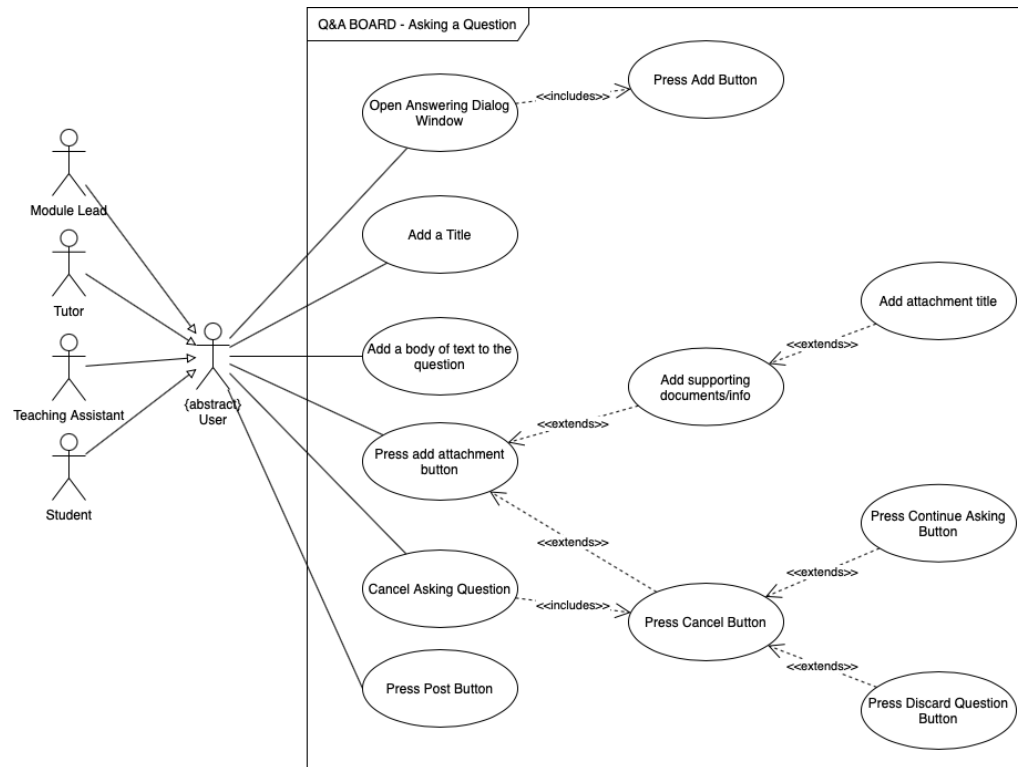 Q&A BOARD - Asking a Question
Press Add Button
<<includes>>
Open Answering Dialog
Window
Module Lead
Add a Title
Tutor
Add attachment title
Add a body of text to the
question
<<extends>>
Add supporting
documents/info
Teaching Assistant
{abstract}
User
<<extends>>
Press add attachment
button
Student
Press Continue Asking
Button
<<extends>>
<<extends>>
Cancel Asking Question
<<includes>>
Press Cancel Button
<<extends>>
Press Post Button
Press Discard Question
Button